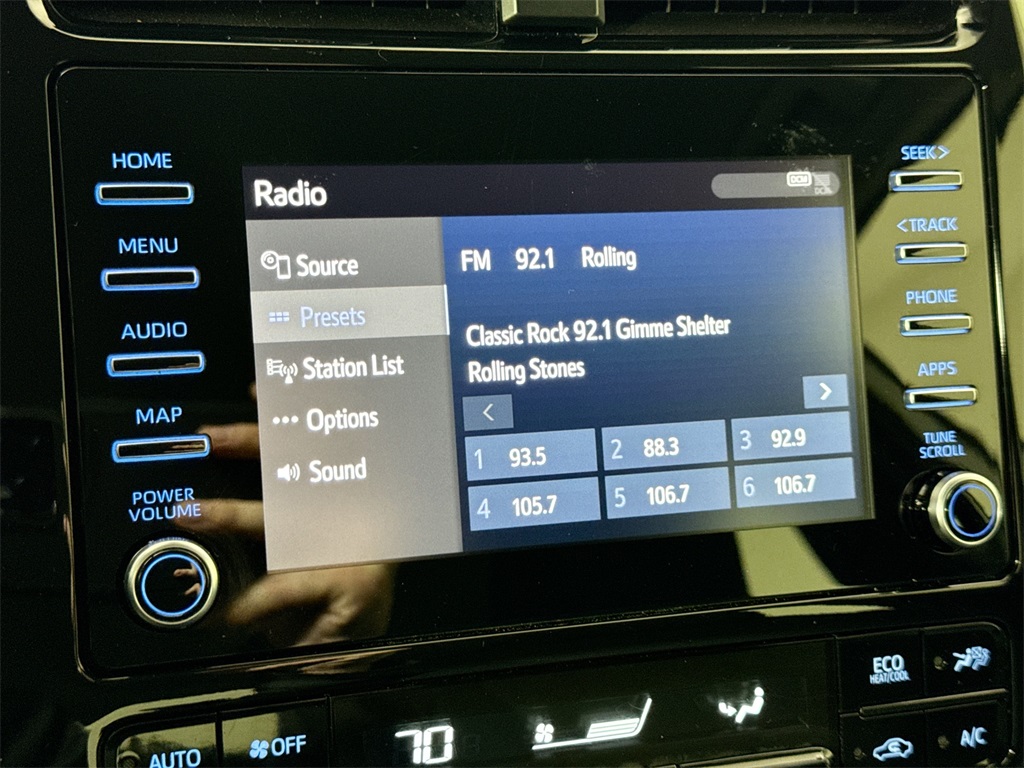 HOME
MENU
AUDIO
MAP
POWER
VOLUME
Radio
DCM
DCM
Source
Presets
Station List
Options
Sound
FM 92.1 Rolling
Classic Rock 92.1 Gimme Shelter
Rolling Stones
<
>
1 93.5 2 88.3 3 92.9
4 105.7 5 106.7 6 106.7
SEEK>
<TRACK
PHONE
APPS
TUNE
SCROLL
AUTO
OFF
70
ECO
HEAT/COOL
A/C